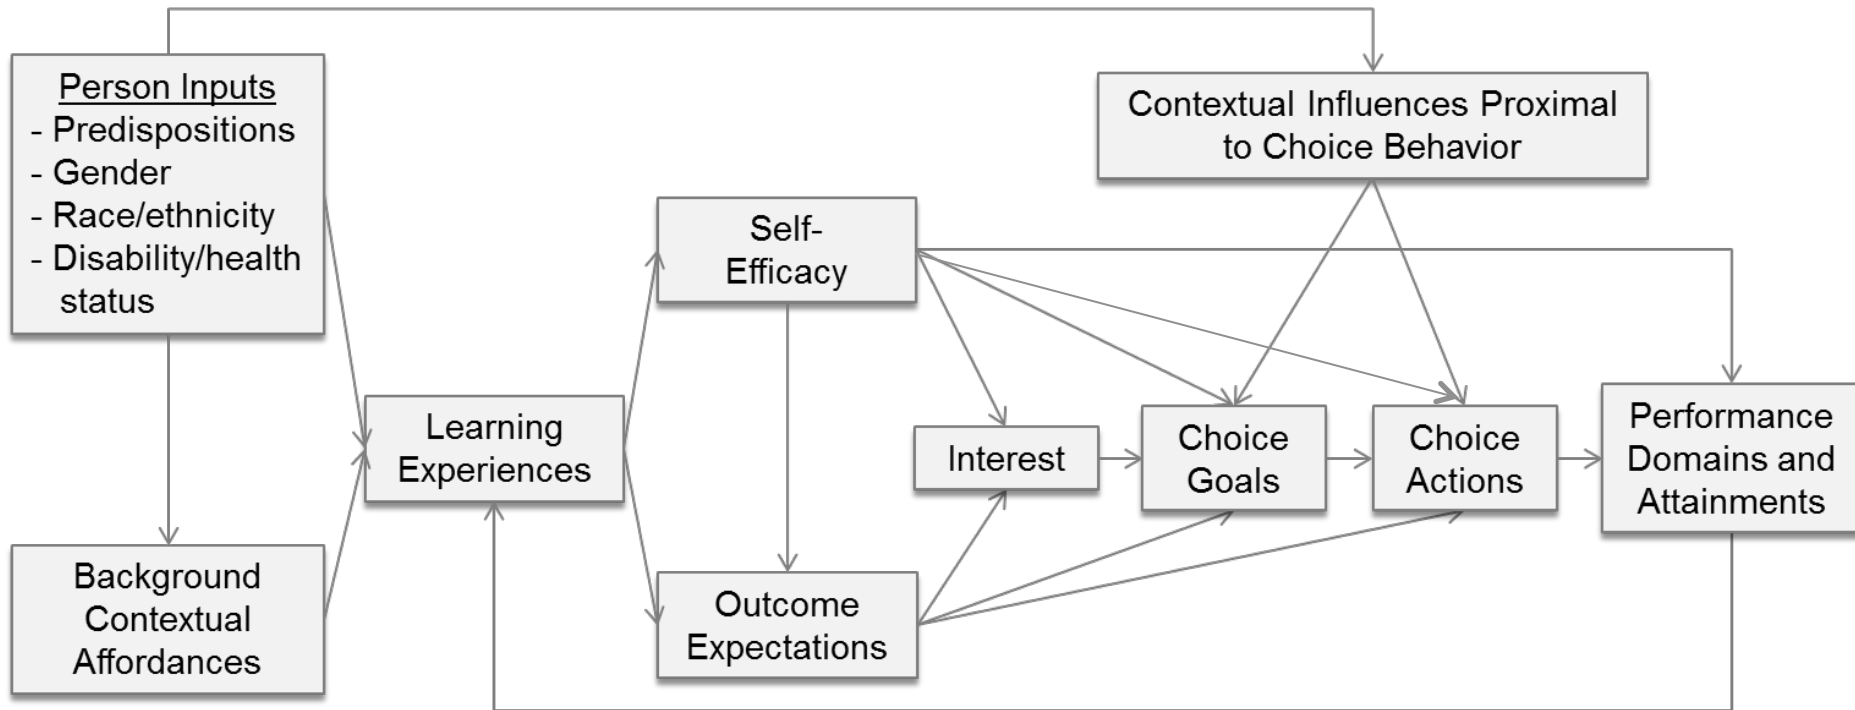 Person Inputs
- Predispositions
- Gender
- Race/ethnicity
- Disability/health
status
Contextual Influences Proximal
to Choice Behavior
Self-
Efficacy
Learning
Experiences
Interest
Choice
Goals
Choice
Actions
Performance
Domains and
Attainments
Background
Contextual
Affordances
Outcome
Expectations